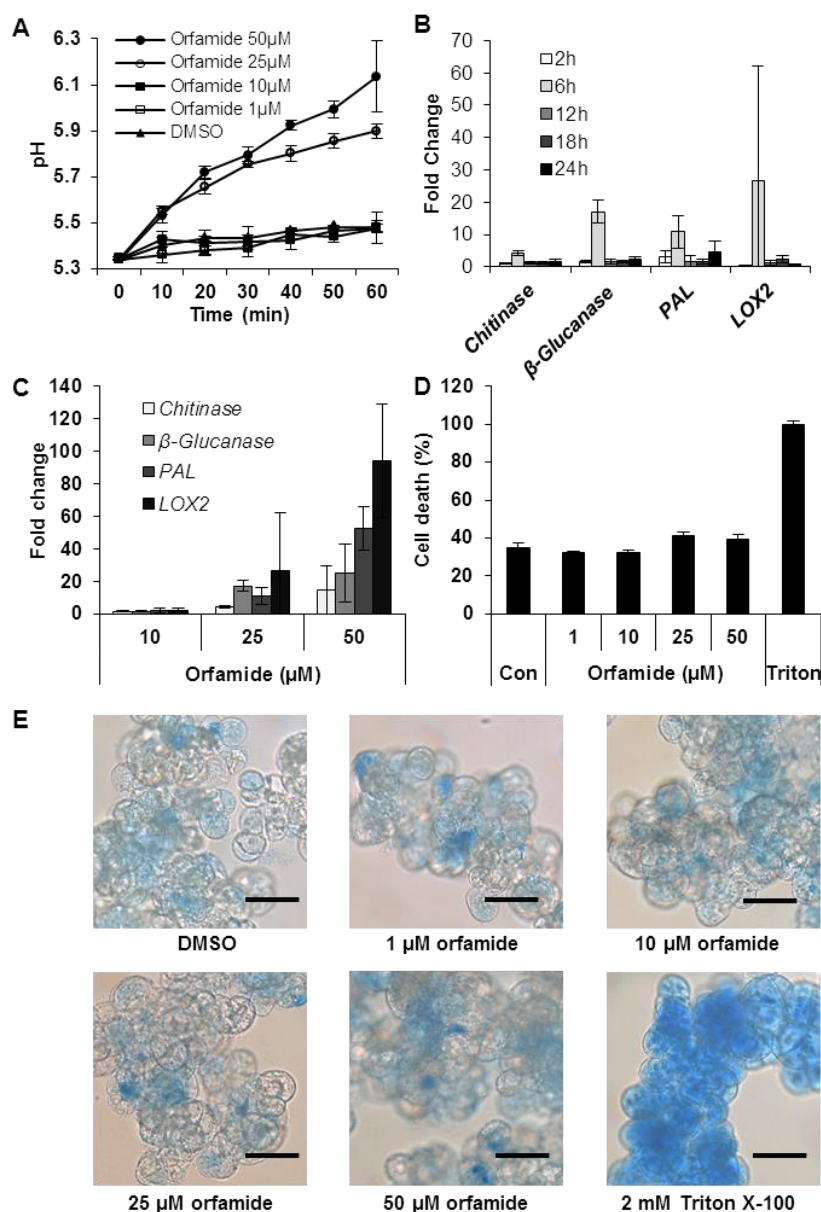 A
6.3
6.1
5.9
5.7
5.5
5.3
pH
Orfamide 50µM
Orfamide 25µM
Orfamide 10µM
Orfamide 1µM
DMSO
0 10 20 30 40 50 60
Time (min)
B
70
60
50
40
30
20
10
0
Fold Change
2h
6h
12h
18h
24h
Chitinase
β-Glucanase
PAL
LOX2
C
140
120
100
80
60
40
20
0
Fold change
Chitinase
β-Glucanase
PAL
LOX2
10 25 50
Orfamide (µM)
D
120
100
80
60
40
20
0
Cell death (%)
1 10 25 50
Con Orfamide (µM) Triton
E
DMSO
1 µM orfamide
10 µM orfamide
25 µM orfamide
50 µM orfamide
2 mM Triton X-100